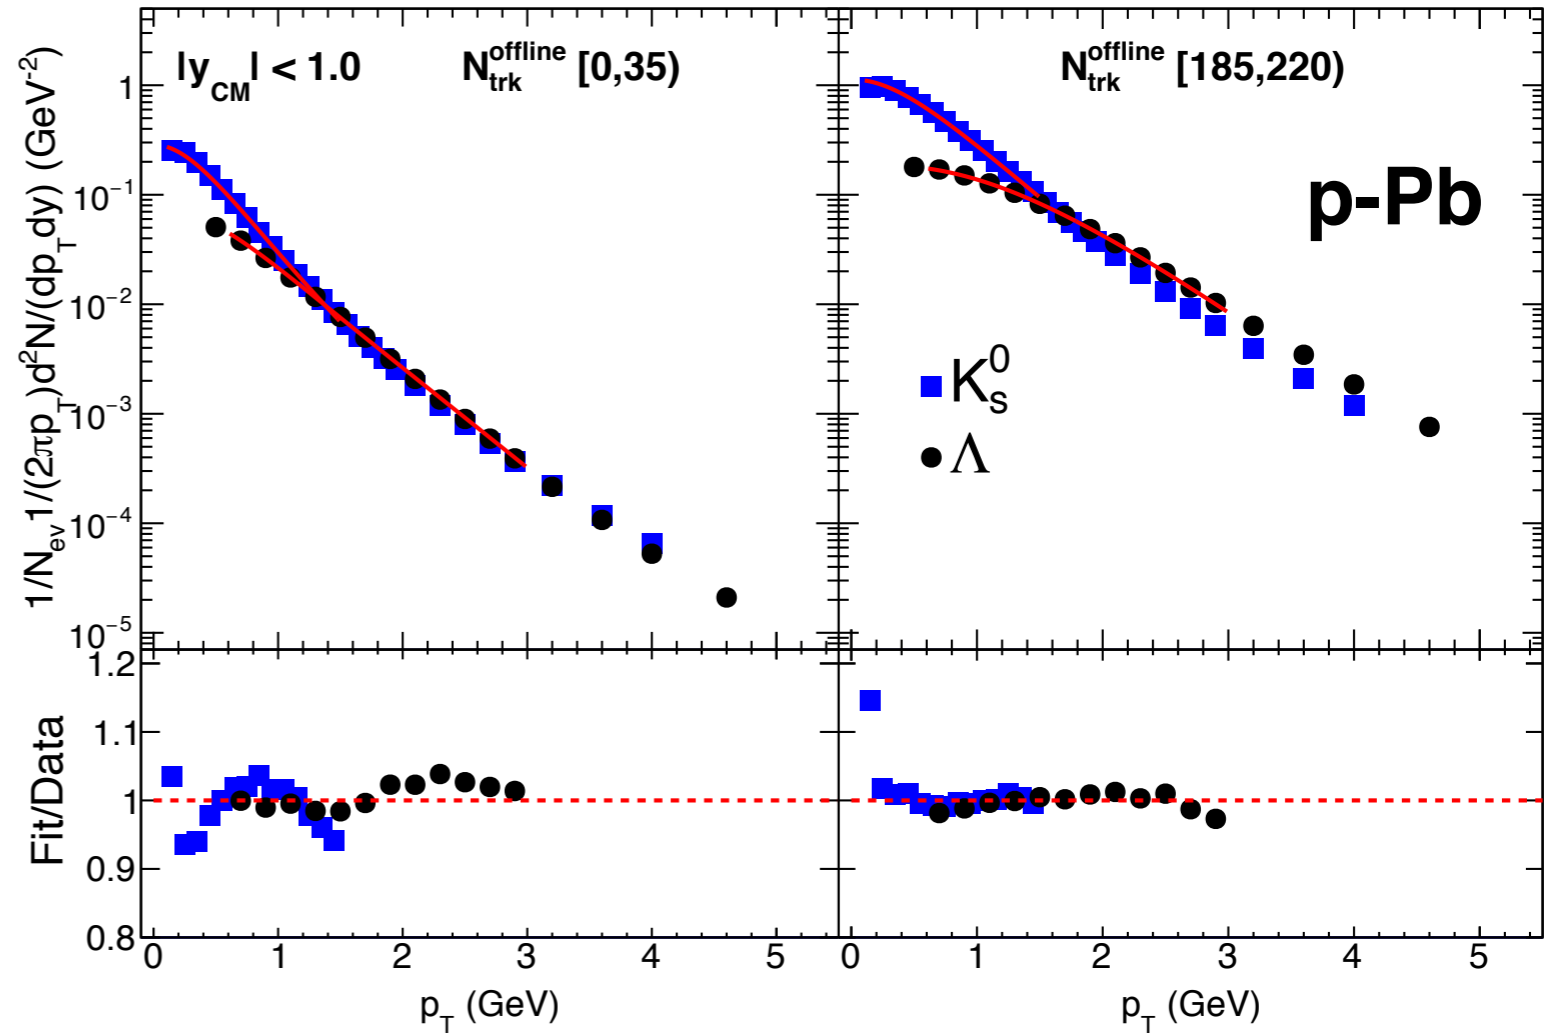 |y_CM| < 1.0
N_trk^offline [0,35)
N_trk^offline [185,220)
p-Pb
K_s^0
Λ
1/N_ev 1/(2πp_T)d^2N/(dp_T dy) (GeV^-2)
1
10^−1
10^−2
10^−3
10^−4
10^−5
Fit/Data
1.2
1.1
1
0.9
0.8
0 1 2 3 4 5
0 1 2 3 4 5
p_T (GeV)
p_T (GeV)